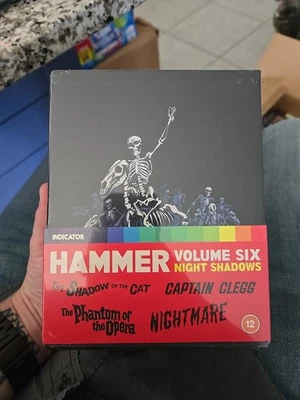 INDICATOR
HAMMER VOLUME SIX
NIGHT SHADOWS
THE SHADOW OF THE CAT
CAPTAIN CLEGG
The Phantom of the Opera
NIGHTMARE
12